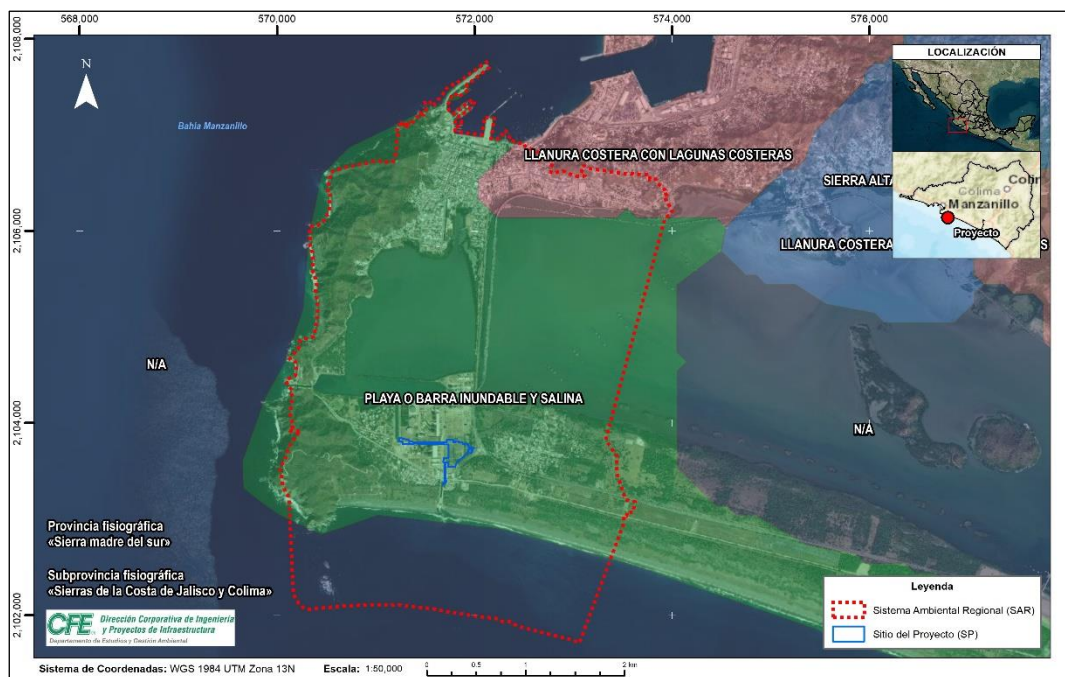 568,000
570,000
572,000
574,000
576,000
2,108,000
2,106,000
2,104,000
2,102,000
N
Bahia Manzanillo
LOCALIZACIÓN
Colima
Manzanillo
Proyecto
LLANURA COSTERA CON LAGUNAS COSTERAS
SIERRA ALTA
LLANURA COSTERA
S
N/A
PLAYA O BARRA INUNDABLE Y SALINA
N/A
Provincia fisiográfica
«Sierra madre del sur»
Subprovincia fisiográfica
«Sierras de la Costa de Jalisco y Colima»
CFE
Dirección Corporativa de Ingeniería
y Proyectos de Infraestructura
Departamento de Estudios y Gestión Ambiental
Leyenda
Sistema Ambiental Regional (SAR)
Sitio del Proyecto (SP)
Sistema de Coordenadas: WGS 1984 UTM Zona 13N
Escala: 1:50,000
0 0.5 1 2 km